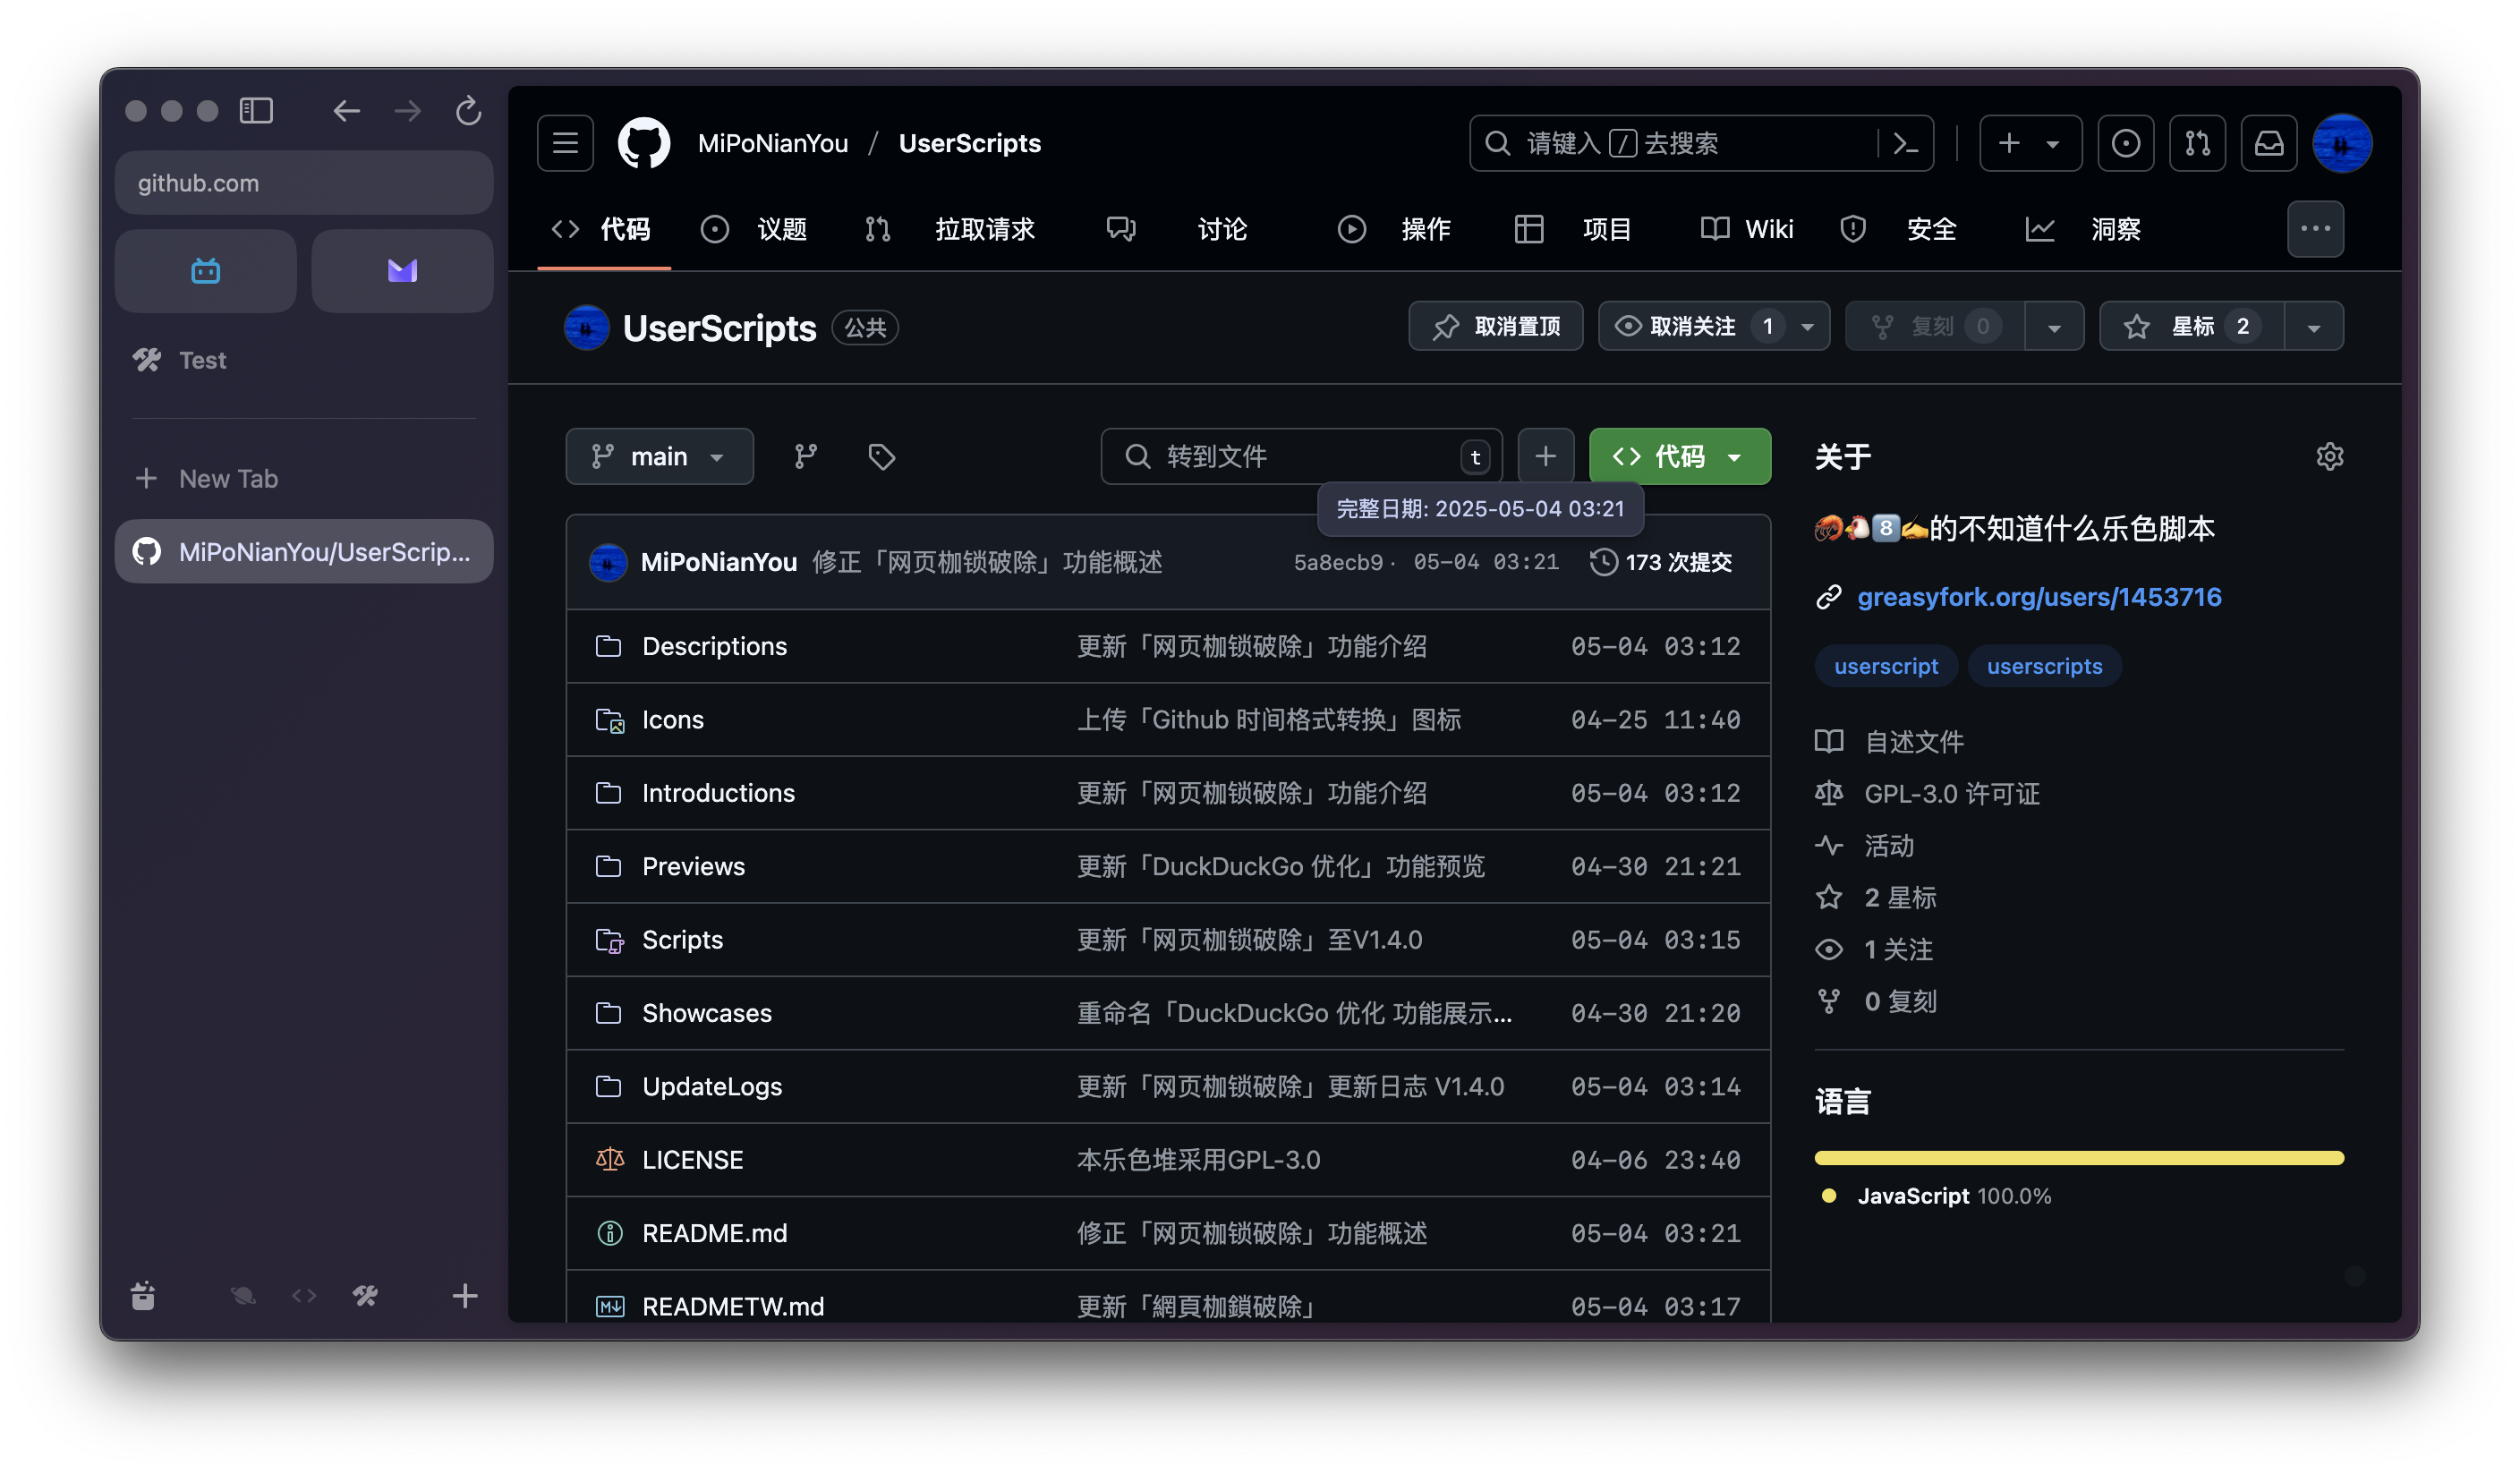 github.com
Test
New Tab
MiPoNianYou/UserScrip...
MiPoNianYou / UserScripts
请键入 / 去搜索
代码
议题
拉取请求
讨论
操作
项目
Wiki
安全
洞察
UserScripts 公共
取消置顶
取消关注 1
复刻 0
星标 2
main
转到文件 t
代码
完整日期: 2025-05-04 03:21
MiPoNianYou 修正「网页枷锁破除」功能概述 5a8ecb9 · 05-04 03:21 173 次提交
Descriptions 更新「网页枷锁破除」功能介绍 05-04 03:12
Icons 上传「Github 时间格式转换」图标 04-25 11:40
Introductions 更新「网页枷锁破除」功能介绍 05-04 03:12
Previews 更新「DuckDuckGo 优化」功能预览 04-30 21:21
Scripts 更新「网页枷锁破除」至V1.4.0 05-04 03:15
Showcases 重命名「DuckDuckGo 优化 功能展示... 04-30 21:20
UpdateLogs 更新「网页枷锁破除」更新日志 V1.4.0 05-04 03:14
LICENSE 本乐色堆采用GPL-3.0 04-06 23:40
README.md 修正「网页枷锁破除」功能概述 05-04 03:21
READMETW.md 更新「網頁枷鎖破除」 05-04 03:17
关于
🦐🐔8️⃣✍️的不知道什么乐色脚本
greasyfork.org/users/1453716
userscript userscripts
自述文件
GPL-3.0 许可证
活动
2 星标
1 关注
0 复刻
语言
JavaScript 100.0%